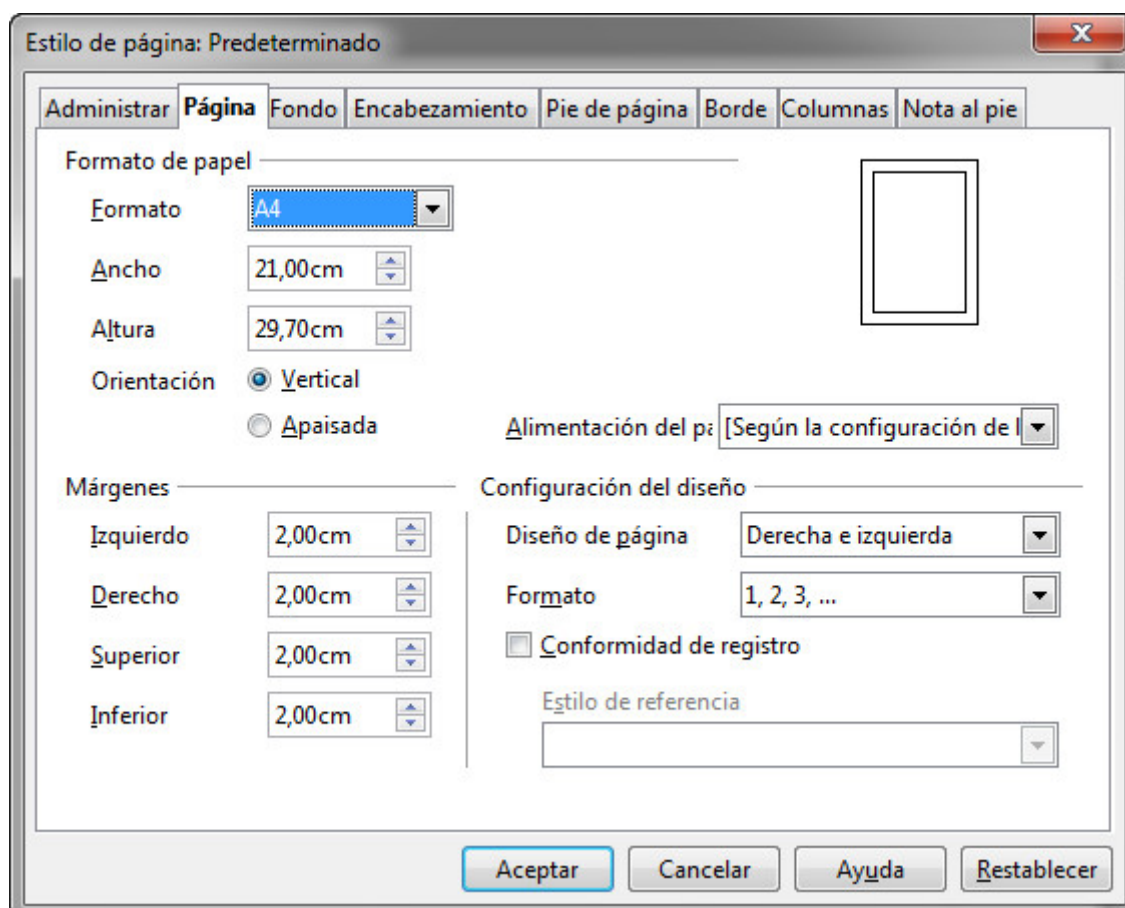 Estilo de página: Predeterminado
Administrar Página Fondo Encabezamiento Pie de página Borde Columnas Nota al pie
Formato de papel
Formato A4
Ancho 21,00cm
Altura 29,70cm
Orientación Vertical
Apaisada Alimentación del pa [Según la configuración de l
Márgenes Configuración del diseño
Izquierdo 2,00cm Diseño de página Derecha e izquierda
Derecho 2,00cm Formato 1, 2, 3, ...
Conformidad de registro
Superior 2,00cm
Estilo de referencia
Inferior 2,00cm
Aceptar Cancelar Ayuda Restablecer